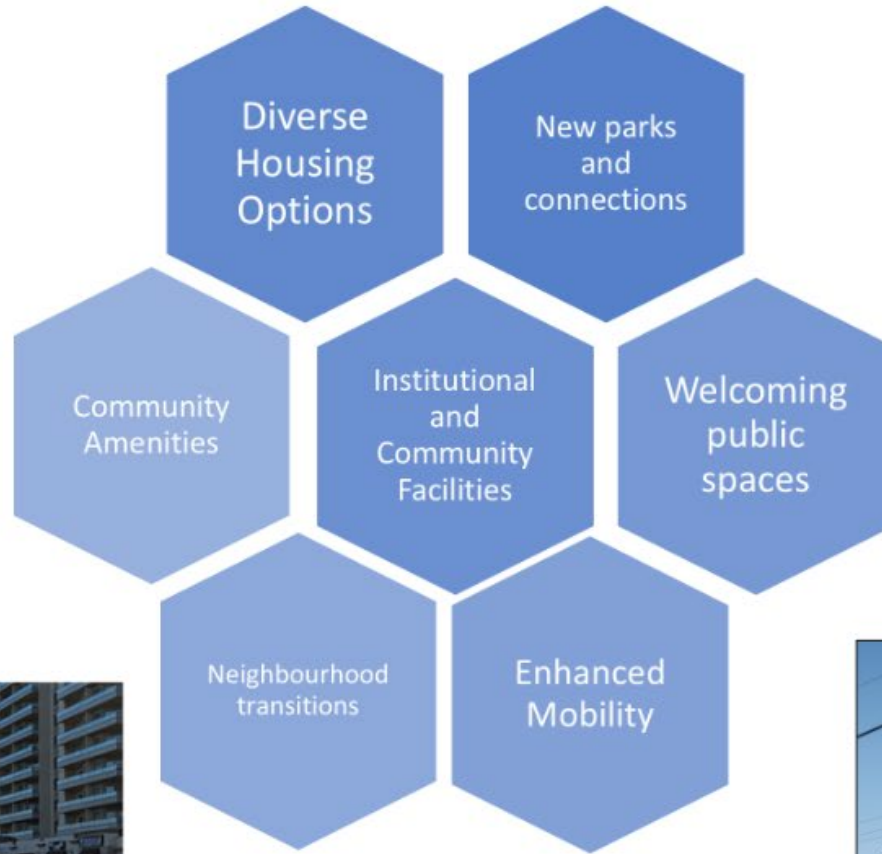 Diverse
Housing
Options
New parks
and
connections
Community
Amenities
Institutional
and
Community
Facilities
Welcoming
public
spaces
Neighbourhood
transitions
Enhanced
Mobility